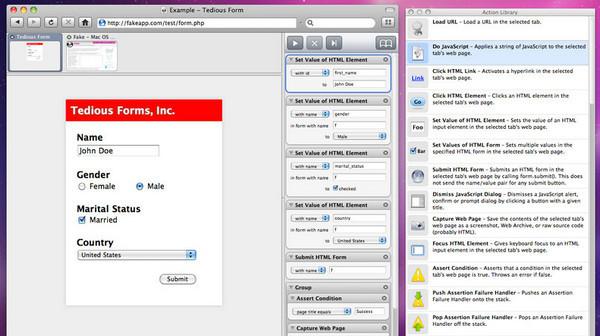 Example – Tedious Form
http://fakeapp.com/test/form.php
Tedious Form
Fake – Mac OS ...
Tedious Forms, Inc.
Name
John Doe
Gender
Female
Male
Marital Status
Married
Country
United States
Submit
Set Value of HTML Element
with id
first_name
to
John Doe
Set Value of HTML Element
with name
gender
in form with name
f
to
Male
Set Value of HTML Element
with name
marital_status
in form with name
f
to
checked
Set Value of HTML Element
with name
country
in form with name
f
to
United States
Submit HTML Form
with name
f
Group
Assert Condition
page title equals
Success
Capture Web Page
Action Library
Load URL – Load a URL in the selected tab.
Do JavaScript – Applies a string of JavaScript to the selected
tab's web page.
Link
Click HTML Link – Activates a hyperlink in the selected
tab's web page.
Go
Click HTML Element – Clicks an HTML element in the
selected tab's web page.
Foo
Set Value of HTML Element – Sets the value of an HTML
input element in the selected tab's web page.
Bar
Set Values of HTML Form – Sets multiple values in the
specified HTML form in the selected tab's web page.
Submit HTML Form – Submits an HTML form in the
selected tab's web page by calling form.submit(). This
does not send the name/value pair for any submit button.
Dismiss JavaScript Dialog – Dismisses a JavaScript alert,
confirm or prompt dialog by clicking a button with a
given title.
Capture Web Page – Save the contents of the selected
tab's web page as a screenshot, Web Archive, or raw source code
(probably HTML).
Focus HTML Element – Gives keyboard focus to an HTML
element in the selected tab's web page.
Assert Condition – Asserts that a condition in the selected
tab's web page is true. Throws an error if false.
Push Assertion Failure Handler – Pushes an Assertion
Failure Handler onto the stack.
Pop Assertion Failure Handler – Pops an Assertion Failure
Handler off the stack.